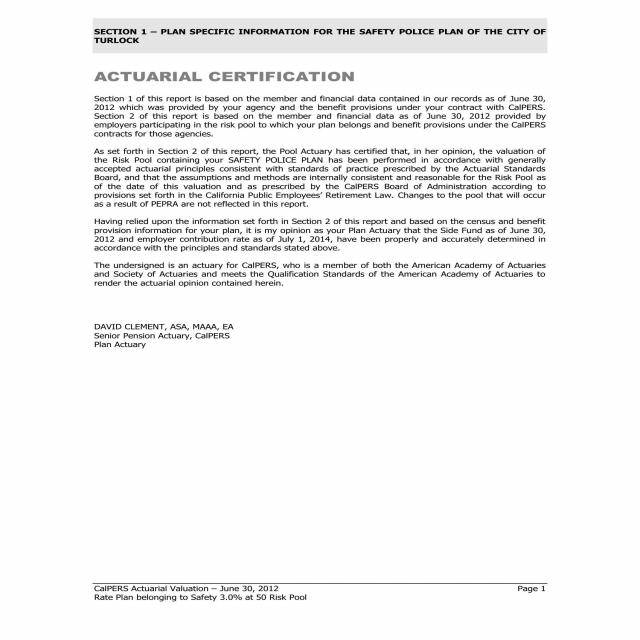 SECTION 1 – PLAN SPECIFIC INFORMATION FOR THE SAFETY POLICE PLAN OF THE CITY OF
TURLOCK
ACTUARIAL CERTIFICATION
Section 1 of this report is based on the member and financial data contained in our records as of June 30,
2012 which was provided by your agency and the benefit provisions under your contract with CalPERS.
Section 2 of this report is based on the member and financial data as of June 30, 2012 provided by
employers participating in the risk pool to which your plan belongs and benefit provisions under the CalPERS
contracts for those agencies.
As set forth in Section 2 of this report, the Pool Actuary has certified that, in her opinion, the valuation of
the Risk Pool containing your SAFETY POLICE PLAN has been performed in accordance with generally
accepted actuarial principles consistent with standards of practice prescribed by the Actuarial Standards
Board, and that the assumptions and methods are internally consistent and reasonable for the Risk Pool as
of the date of this valuation and as prescribed by the CalPERS Board of Administration according to
provisions set forth in the California Public Employees’ Retirement Law. Changes to the pool that will occur
as a result of PEPRA are not reflected in this report.
Having relied upon the information set forth in Section 2 of this report and based on the census and benefit
provision information for your plan, it is my opinion as your Plan Actuary that the Side Fund as of June 30,
2012 and employer contribution rate as of July 1, 2014, have been properly and accurately determined in
accordance with the principles and standards stated above.
The undersigned is an actuary for CalPERS, who is a member of both the American Academy of Actuaries
and Society of Actuaries and meets the Qualification Standards of the American Academy of Actuaries to
render the actuarial opinion contained herein.
DAVID CLEMENT, ASA, MAAA, EA
Senior Pension Actuary, CalPERS
Plan Actuary
CalPERS Actuarial Valuation – June 30, 2012 Page 1
Rate Plan belonging to Safety 3.0% at 50 Risk Pool